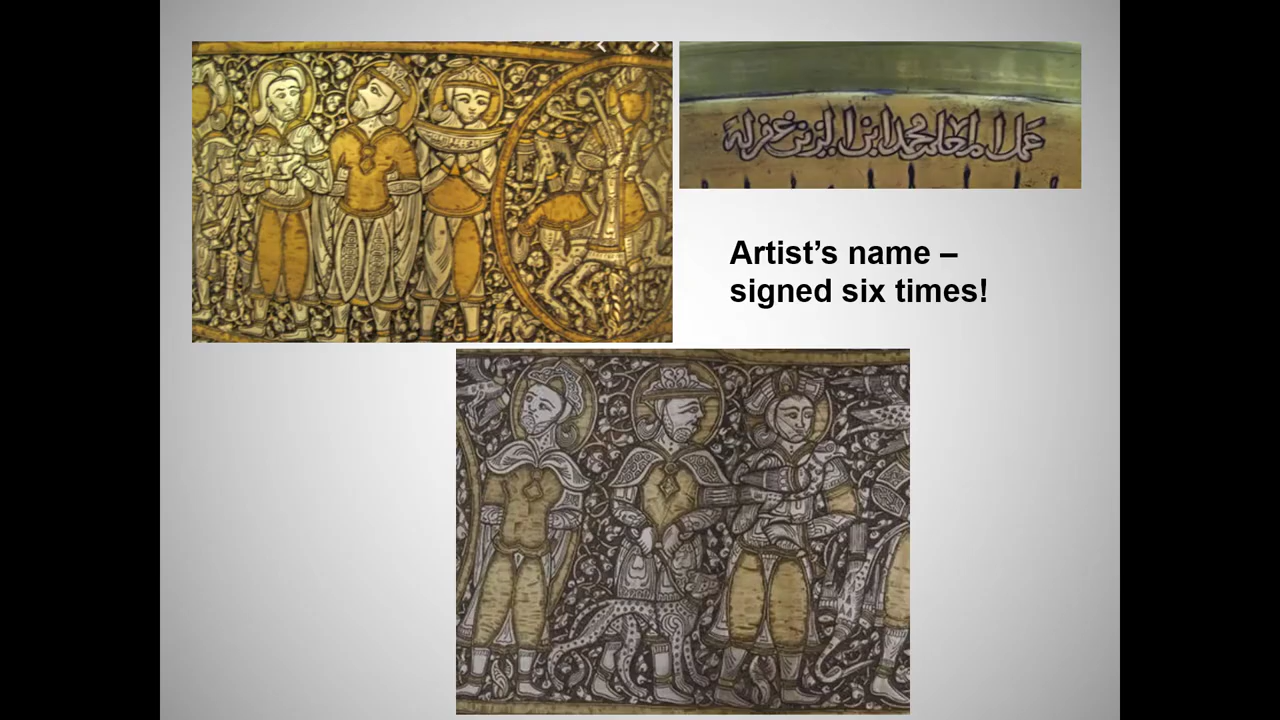 عمل المعلم محمد ابن الزين غفر له
Artist’s name –
signed six times!